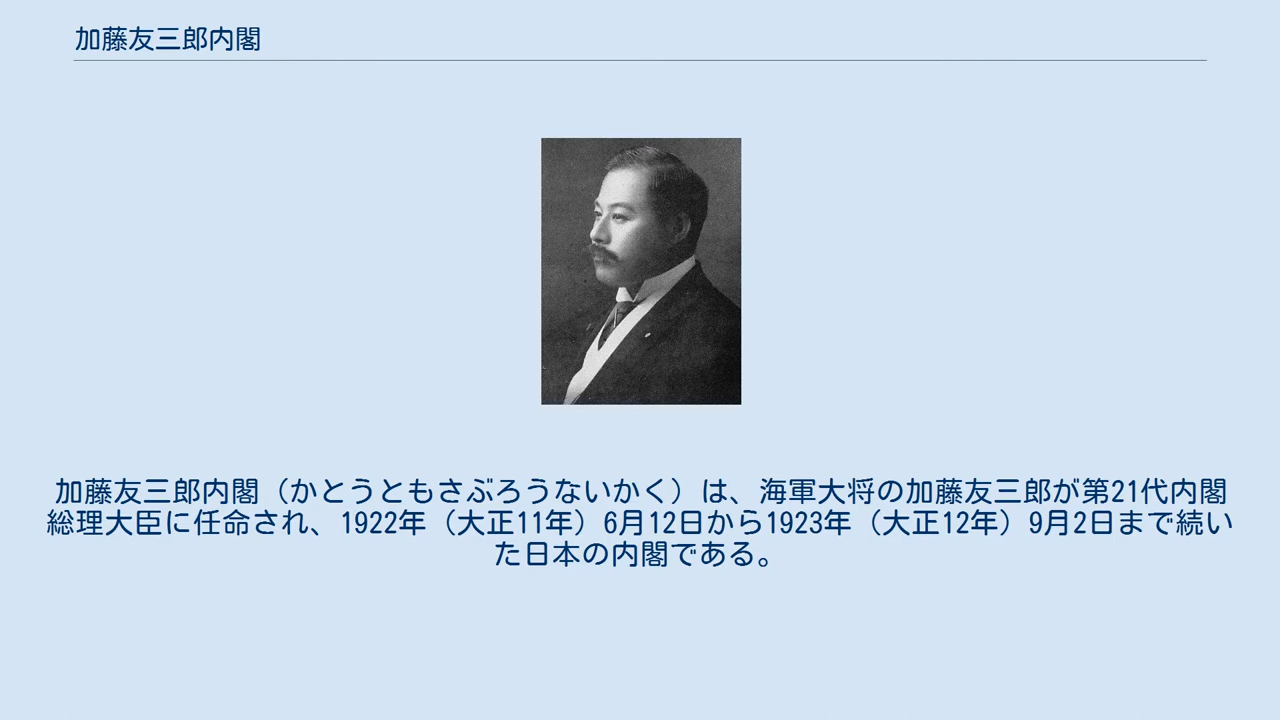 加藤友三郎内閣
加藤友三郎内閣（かとうともさぶろうないかく）は、海軍大将の加藤友三郎が第21代内閣
総理大臣に任命され、1922年（大正11年）6月12日から1923年（大正12年）9月2日まで続い
た日本の内閣である。